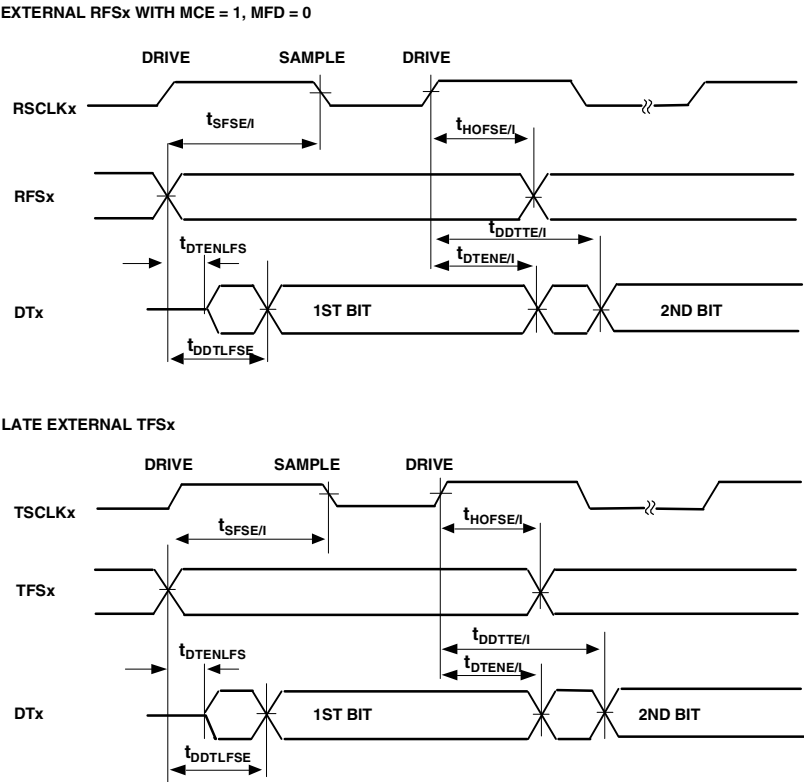 EXTERNAL RFSx WITH MCE = 1, MFD = 0
DRIVE SAMPLE DRIVE
RSCLKx
tSFSE/I
tHOFSE/I
RFSx
tDDTTE/I
tDTENLFS
tDTENE/I
DTx
1ST BIT
2ND BIT
tDDTLFSE
LATE EXTERNAL TFSx
DRIVE SAMPLE DRIVE
TSCLKx
tSFSE/I
tHOFSE/I
TFSx
tDDTTE/I
tDTENLFS
tDTENE/I
DTx
1ST BIT
2ND BIT
tDDTLFSE